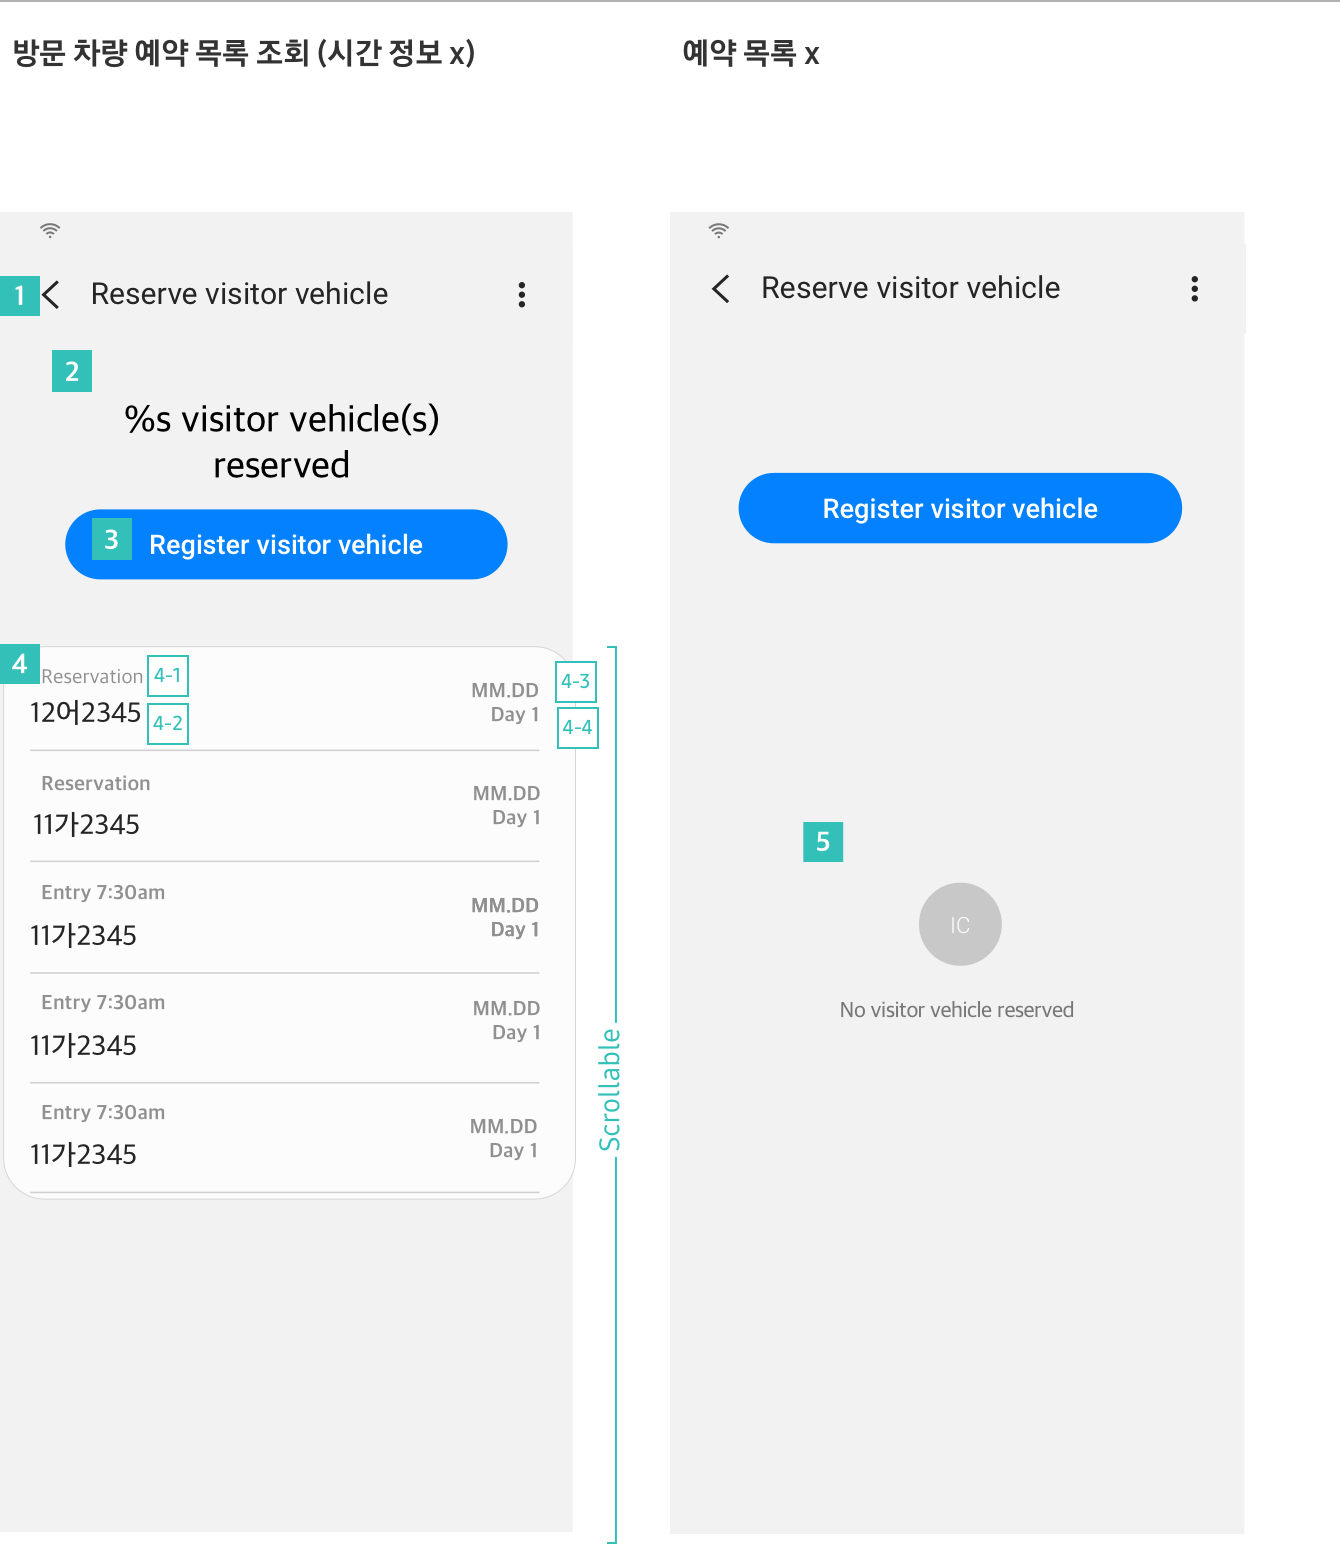 방문 차량 예약 목록 조회 (시간 정보 x)
예약 목록 x
1
Reserve visitor vehicle
2
%s visitor vehicle(s)
reserved
3
Register visitor vehicle
4
Reservation
4-1
12어2345
4-2
MM.DD
Day 1
4-3
4-4
Reservation
11가2345
MM.DD
Day 1
Entry 7:30am
11가2345
MM.DD
Day 1
Entry 7:30am
11가2345
MM.DD
Day 1
Entry 7:30am
11가2345
MM.DD
Day 1
Scrollable
Reserve visitor vehicle
Register visitor vehicle
5
IC
No visitor vehicle reserved